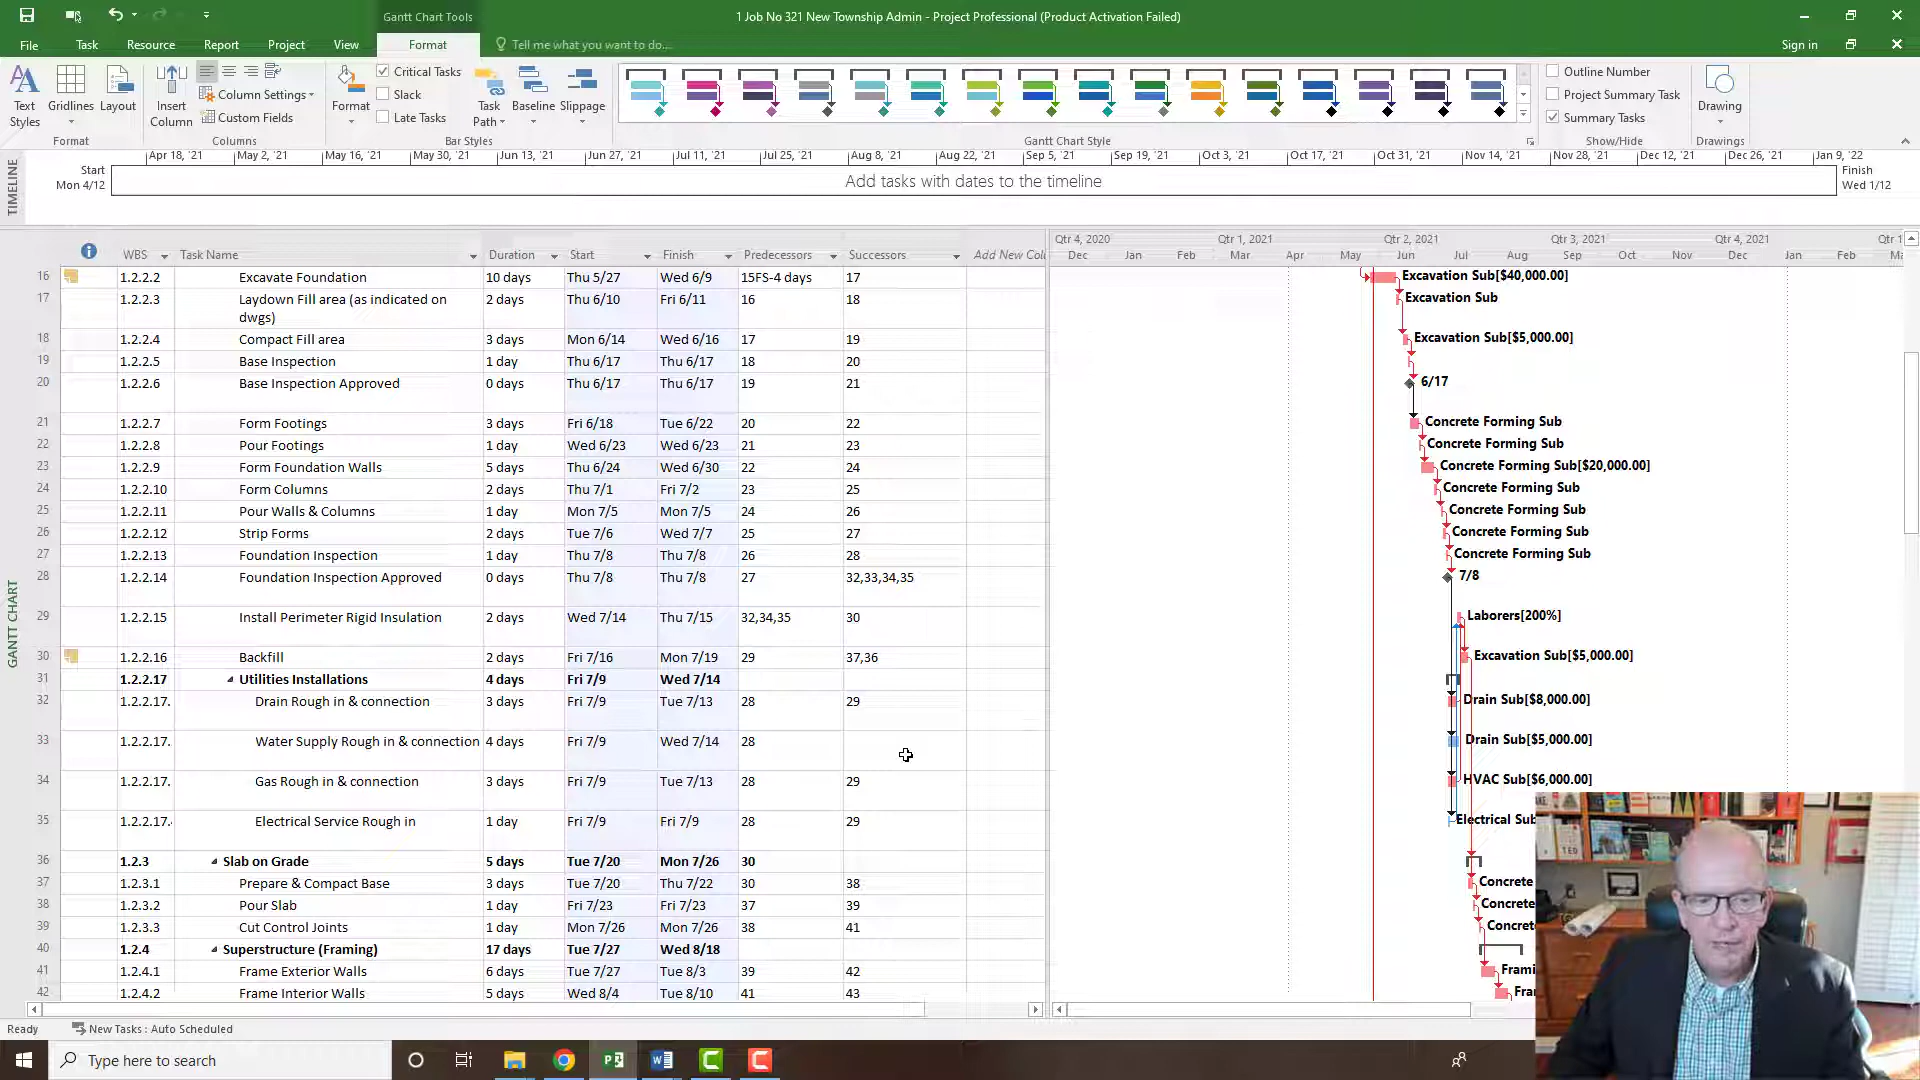 Gantt Chart Tools
1 Job No 321 New Township Admin - Project Professional (Product Activation Failed)
File Task Resource Report Project View Format Tell me what you want to do... Sign in
Text Styles Gridlines Layout
Format
Insert Column
Column Settings
Custom Fields
Columns
Format
Critical Tasks
Slack
Late Tasks
Task Path Baseline Slippage
Bar Styles
Gantt Chart Style
Outline Number
Project Summary Task
Summary Tasks
Show/Hide
Drawing
Drawings
TIMELINE
Apr 18, '21 May 2, '21 May 16, '21 May 30, '21 Jun 13, '21 Jun 27, '21 Jul 11, '21 Jul 25, '21 Aug 8, '21 Aug 22, '21 Sep 5, '21 Sep 19, '21 Oct 3, '21 Oct 17, '21 Oct 31, '21 Nov 14, '21 Nov 28, '21 Dec 12, '21 Dec 26, '21 Jan 9, '22
Start
Mon 4/12
Add tasks with dates to the timeline
Finish
Wed 1/12
GANTT CHART
WBS Task Name Duration Start Finish Predecessors Successors Add New Col
Qtr 4, 2020 Qtr 1, 2021 Qtr 2, 2021 Qtr 3, 2021 Qtr 4, 2021 Qtr 1
Dec Jan Feb Mar Apr May Jun Jul Aug Sep Oct Nov Dec Jan Feb Ma
16 1.2.2.2 Excavate Foundation 10 days Thu 5/27 Wed 6/9 15FS-4 days 17 Excavation Sub[$40,000.00]
17 1.2.2.3 Laydown Fill area (as indicated on dwgs) 2 days Thu 6/10 Fri 6/11 16 18 Excavation Sub
18 1.2.2.4 Compact Fill area 3 days Mon 6/14 Wed 6/16 17 19 Excavation Sub[$5,000.00]
19 1.2.2.5 Base Inspection 1 day Thu 6/17 Thu 6/17 18 20
20 1.2.2.6 Base Inspection Approved 0 days Thu 6/17 Thu 6/17 19 21 6/17
21 1.2.2.7 Form Footings 3 days Fri 6/18 Tue 6/22 20 22 Concrete Forming Sub
22 1.2.2.8 Pour Footings 1 day Wed 6/23 Wed 6/23 21 23 Concrete Forming Sub
23 1.2.2.9 Form Foundation Walls 5 days Thu 6/24 Wed 6/30 22 24 Concrete Forming Sub[$20,000.00]
24 1.2.2.10 Form Columns 2 days Thu 7/1 Fri 7/2 23 25 Concrete Forming Sub
25 1.2.2.11 Pour Walls & Columns 1 day Mon 7/5 Mon 7/5 24 26 Concrete Forming Sub
26 1.2.2.12 Strip Forms 2 days Tue 7/6 Wed 7/7 25 27 Concrete Forming Sub
27 1.2.2.13 Foundation Inspection 1 day Thu 7/8 Thu 7/8 26 28 Concrete Forming Sub
28 1.2.2.14 Foundation Inspection Approved 0 days Thu 7/8 Thu 7/8 27 32,33,34,35 7/8
29 1.2.2.15 Install Perimeter Rigid Insulation 2 days Wed 7/14 Thu 7/15 32,34,35 30 Laborers[200%]
30 1.2.2.16 Backfill 2 days Fri 7/16 Mon 7/19 29 37,36 Excavation Sub[$5,000.00]
31 1.2.2.17 Utilities Installations 4 days Fri 7/9 Wed 7/14
32 1.2.2.17. Drain Rough in & connection 3 days Fri 7/9 Tue 7/13 28 29 Drain Sub[$8,000.00]
33 1.2.2.17. Water Supply Rough in & connection 4 days Fri 7/9 Wed 7/14 28 Drain Sub[$5,000.00]
34 1.2.2.17. Gas Rough in & connection 3 days Fri 7/9 Tue 7/13 28 29 HVAC Sub[$6,000.00]
35 1.2.2.17. Electrical Service Rough in 1 day Fri 7/9 Fri 7/9 28 29 Electrical Sub
36 1.2.3 Slab on Grade 5 days Tue 7/20 Mon 7/26 30
37 1.2.3.1 Prepare & Compact Base 3 days Tue 7/20 Thu 7/22 30 38 Concrete
38 1.2.3.2 Pour Slab 1 day Fri 7/23 Fri 7/23 37 39 Concrete
39 1.2.3.3 Cut Control Joints 1 day Mon 7/26 Mon 7/26 38 41 Concret
40 1.2.4 Superstructure (Framing) 17 days Tue 7/27 Wed 8/18
41 1.2.4.1 Frame Exterior Walls 6 days Tue 7/27 Tue 8/3 39 42 Frami
42 1.2.4.2 Frame Interior Walls 5 days Wed 8/4 Tue 8/10 41 43 Fra
Ready New Tasks : Auto Scheduled
Type here to search